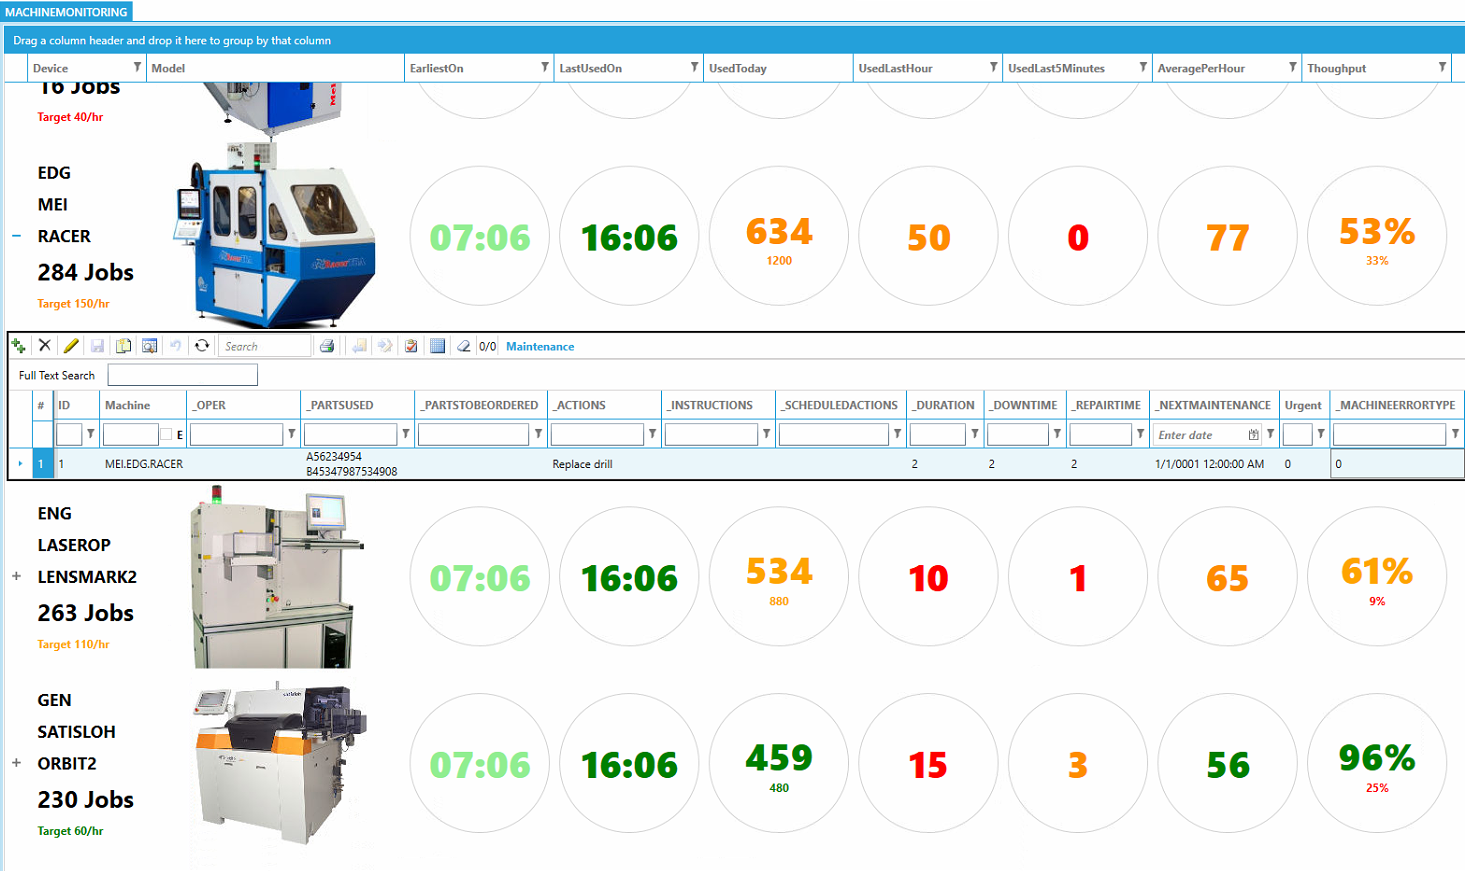 MACHINEMONITORING
Drag a column header and drop it here to group by that column
Device Model EarliestOn LastUsedOn UsedToday UsedLastHour UsedLast5Minutes AveragePerHour Thoughput
16 Jobs
Target 40/hr
EDG
MEI
RACER
284 Jobs
Target 150/hr
07:06 16:06 634 50 0 77 53%
1200 33%
Search 0/0 Maintenance
Full Text Search
# ID Machine _OPER _PARTSUSED _PARTSTOBEORDERED _ACTIONS _INSTRUCTIONS _SCHEDULEDACTIONS _DURATION _DOWNTIME _REPAIRTIME _NEXTMAINTENANCE Urgent _MACHINEERRORTYPE
E Enter date
1 1 MEI.EDG.RACER A56234954 Replace drill 2 2 2 1/1/0001 12:00:00 AM 0 0
B45347987534908
ENG
LASEROP
LENSMARK2
263 Jobs
Target 110/hr
07:06 16:06 534 10 1 65 61%
880 9%
GEN
SATISLOH
ORBIT2
230 Jobs
Target 60/hr
07:06 16:06 459 15 3 56 96%
480 25%